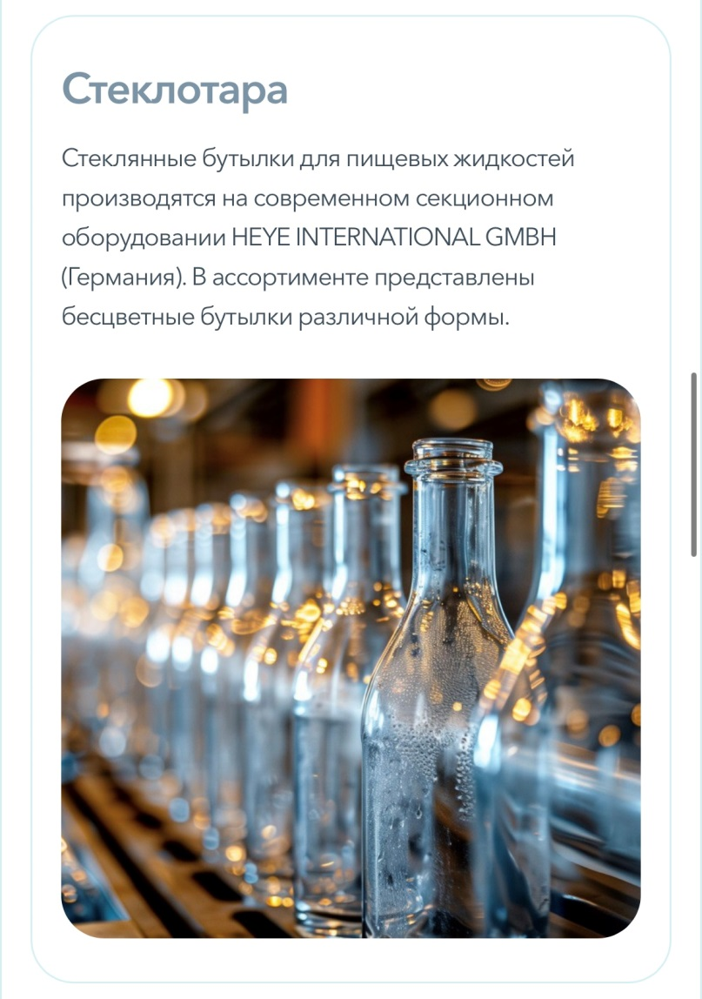 Стеклотара
Стеклянные бутылки для пищевых жидкостей
производятся на современном секционном
оборудовании HEYE INTERNATIONAL GMBH
(Германия). В ассортименте представлены
бесцветные бутылки различной формы.